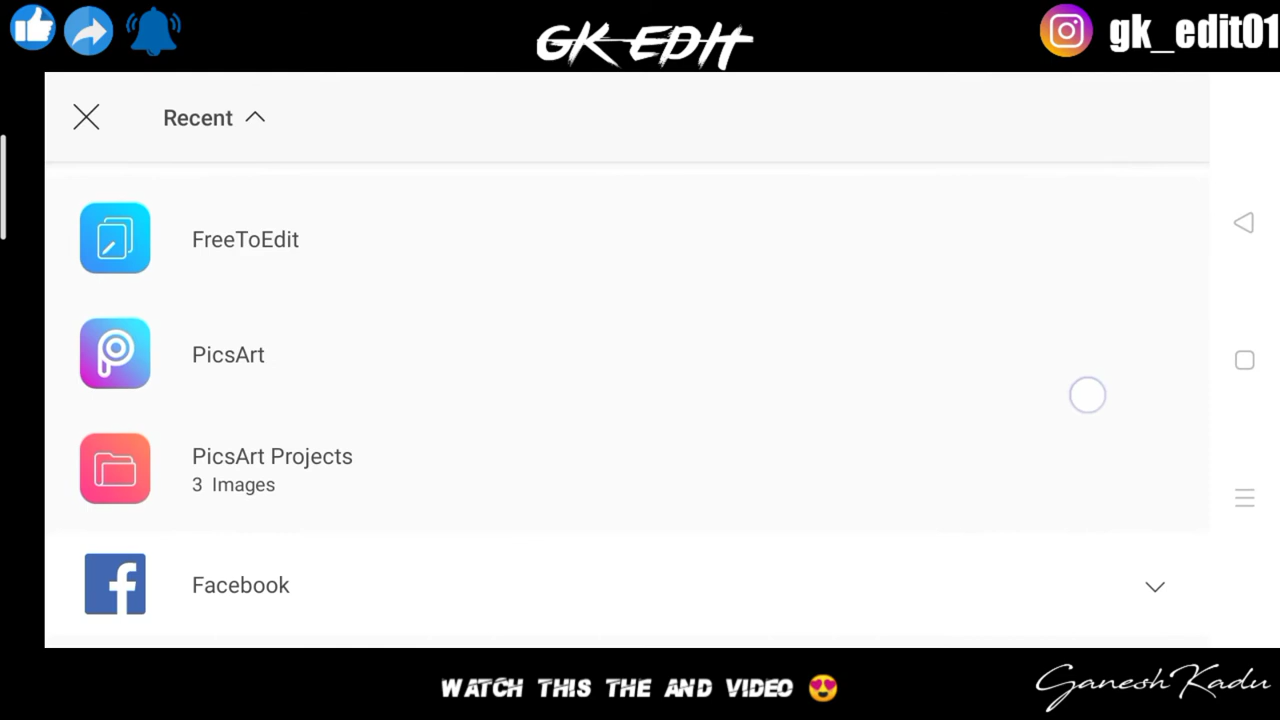 GK EDIT
gk_edit01
Recent
FreeToEdit
PicsArt
PicsArt Projects
3 Images
Facebook
WATCH THIS THE AND VIDEO 😍
Ganesh Kadu